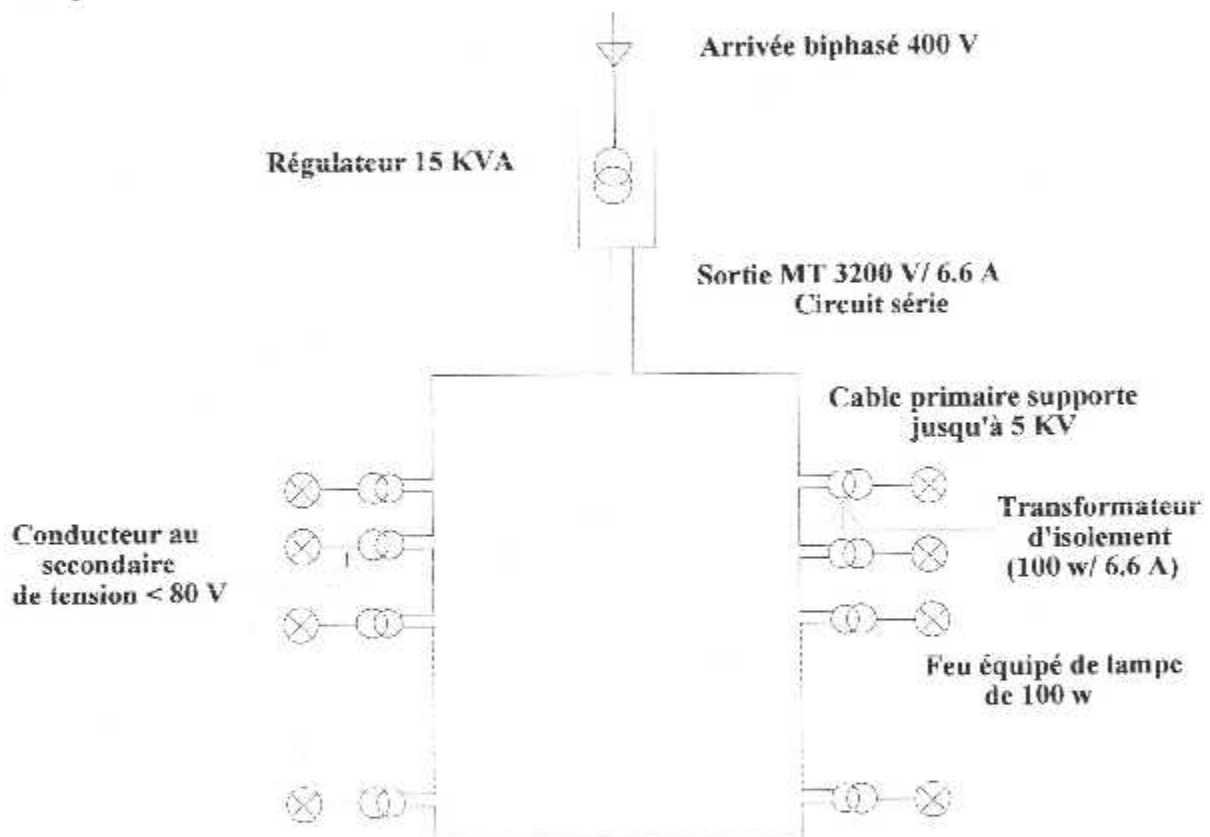 Arrivée biphasé 400 V
Régulateur 15 KVA
Sortie MT 3200 V/ 6.6 A
Circuit série
Cable primaire supporte
jusqu'à 5 KV
Conducteur au
secondaire
de tension < 80 V
Transformateur
d'isolement
(100 w/ 6,6 A)
Feu équipé de lampe
de 100 w